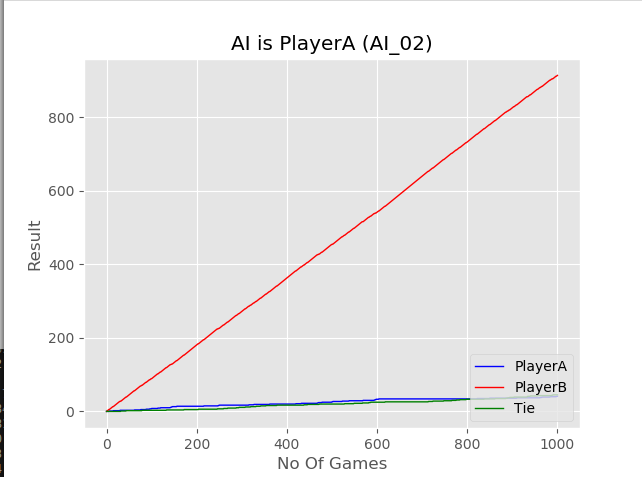 AI is PlayerA (AI_02)
Result
800
600
400
200
0
0 200 400 600 800 1000
No Of Games
PlayerA
PlayerB
Tie